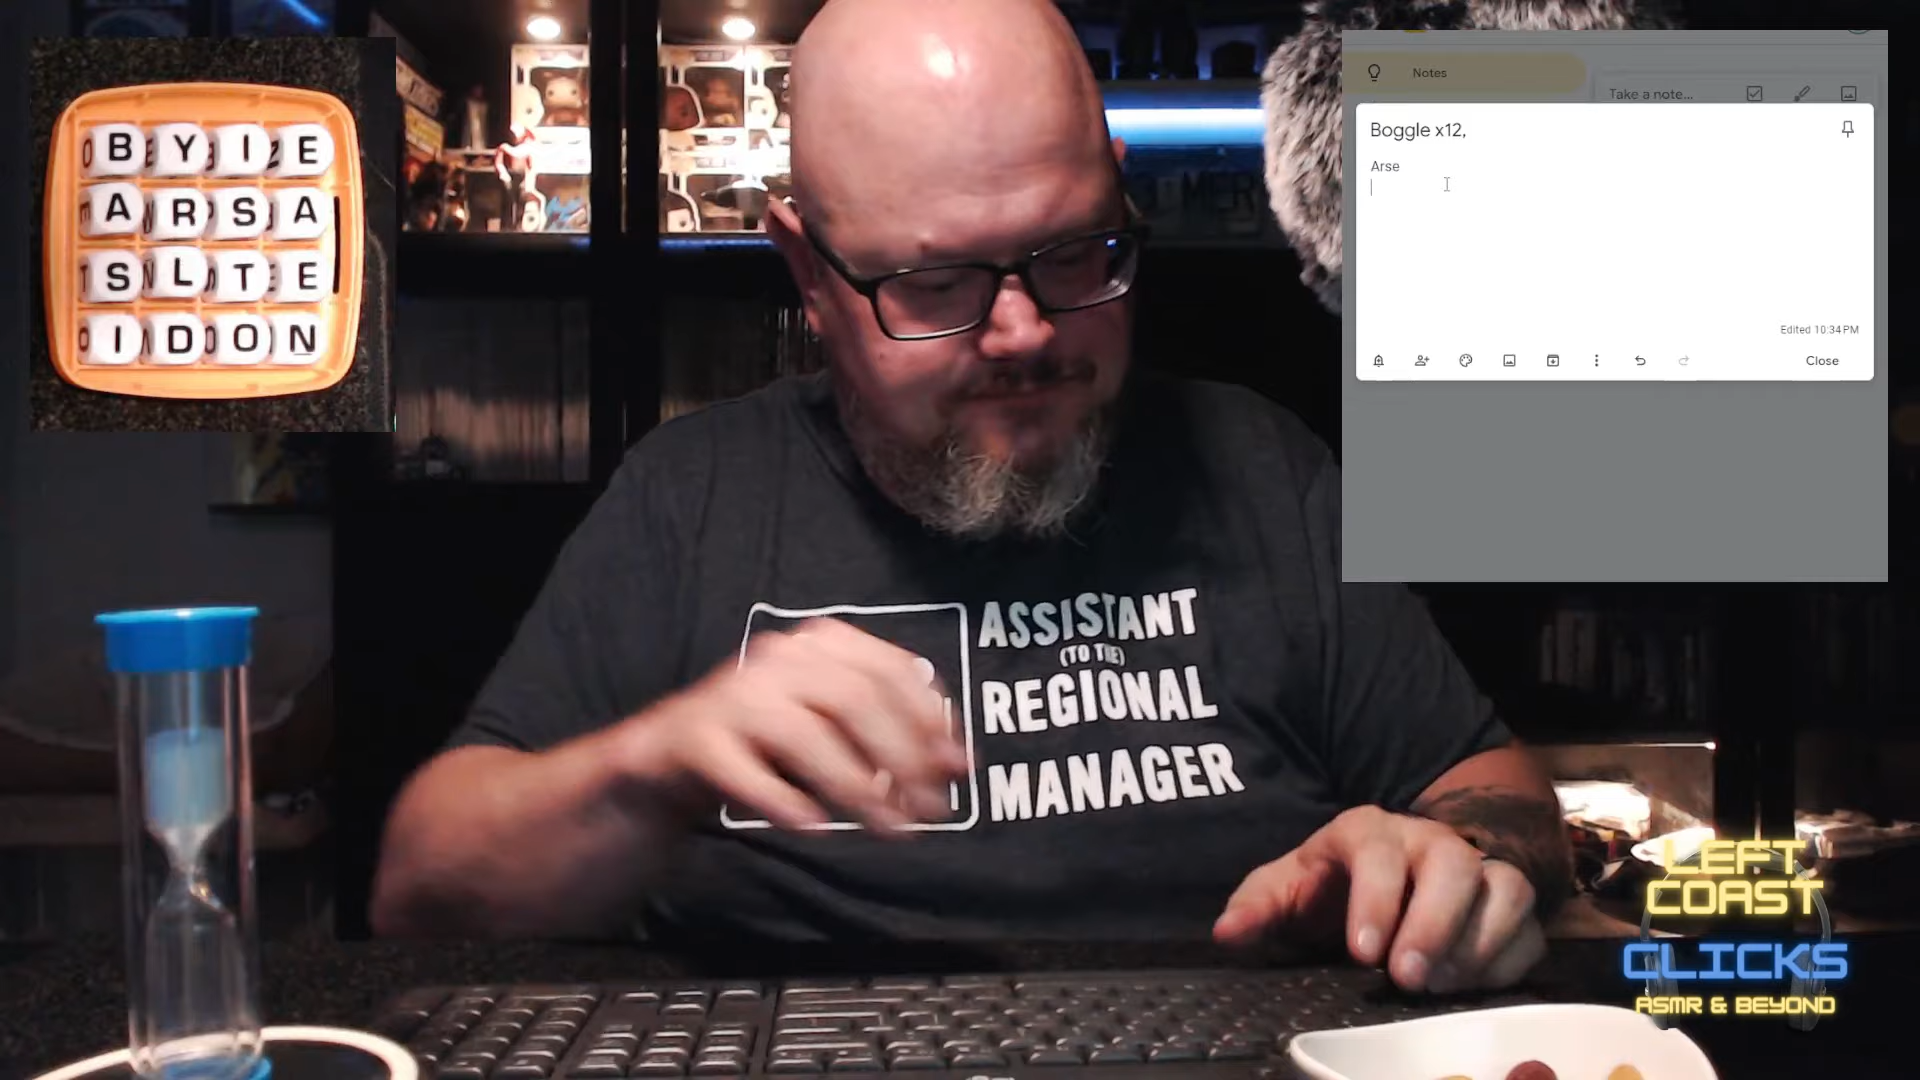 B Y I E
A R S A
S L T E
I D O N
Notes
Take a note...
Boggle x12,
Arse
Edited 10:34 PM
Close
ASSISTANT
(TO THE)
REGIONAL
MANAGER
LEFT
COAST
CLICKS
ASMR & BEYOND